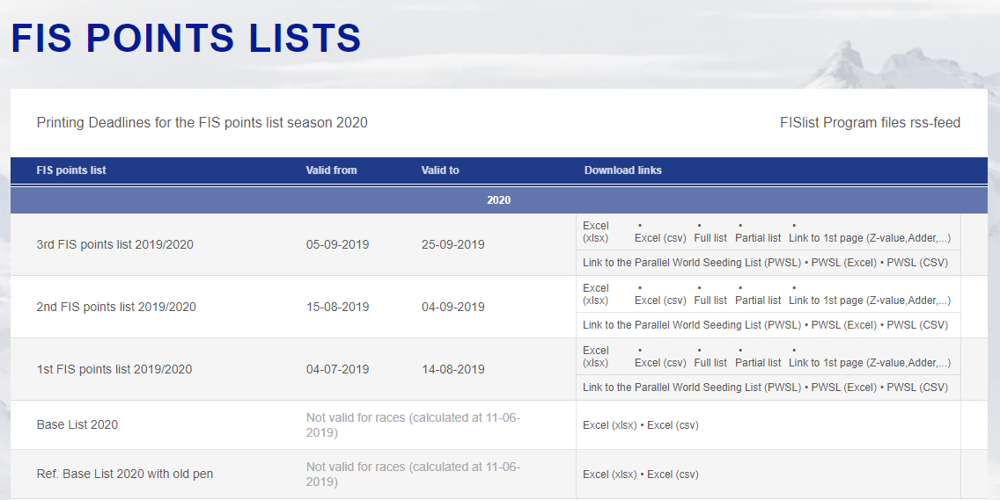 FIS POINTS LISTS
Printing Deadlines for the FIS points list season 2020 FISlist Program files rss-feed
FIS points list Valid from Valid to Download links
2020
3rd FIS points list 2019/2020 05-09-2019 25-09-2019
Excel • • • •
(xlsx) Excel (csv) Full list Partial list Link to 1st page (Z-value,Adder,...)
Link to the Parallel World Seeding List (PWSL) • PWSL (Excel) • PWSL (CSV)
2nd FIS points list 2019/2020 15-08-2019 04-09-2019
Excel • • • •
(xlsx) Excel (csv) Full list Partial list Link to 1st page (Z-value,Adder,...)
Link to the Parallel World Seeding List (PWSL) • PWSL (Excel) • PWSL (CSV)
1st FIS points list 2019/2020 04-07-2019 14-08-2019
Excel • • • •
(xlsx) Excel (csv) Full list Partial list Link to 1st page (Z-value,Adder,...)
Link to the Parallel World Seeding List (PWSL) • PWSL (Excel) • PWSL (CSV)
Base List 2020
Not valid for races (calculated at 11-06-
2019)
Excel (xlsx) • Excel (csv)
Ref. Base List 2020 with old pen
Not valid for races (calculated at 11-06-
2019)
Excel (xlsx) • Excel (csv)